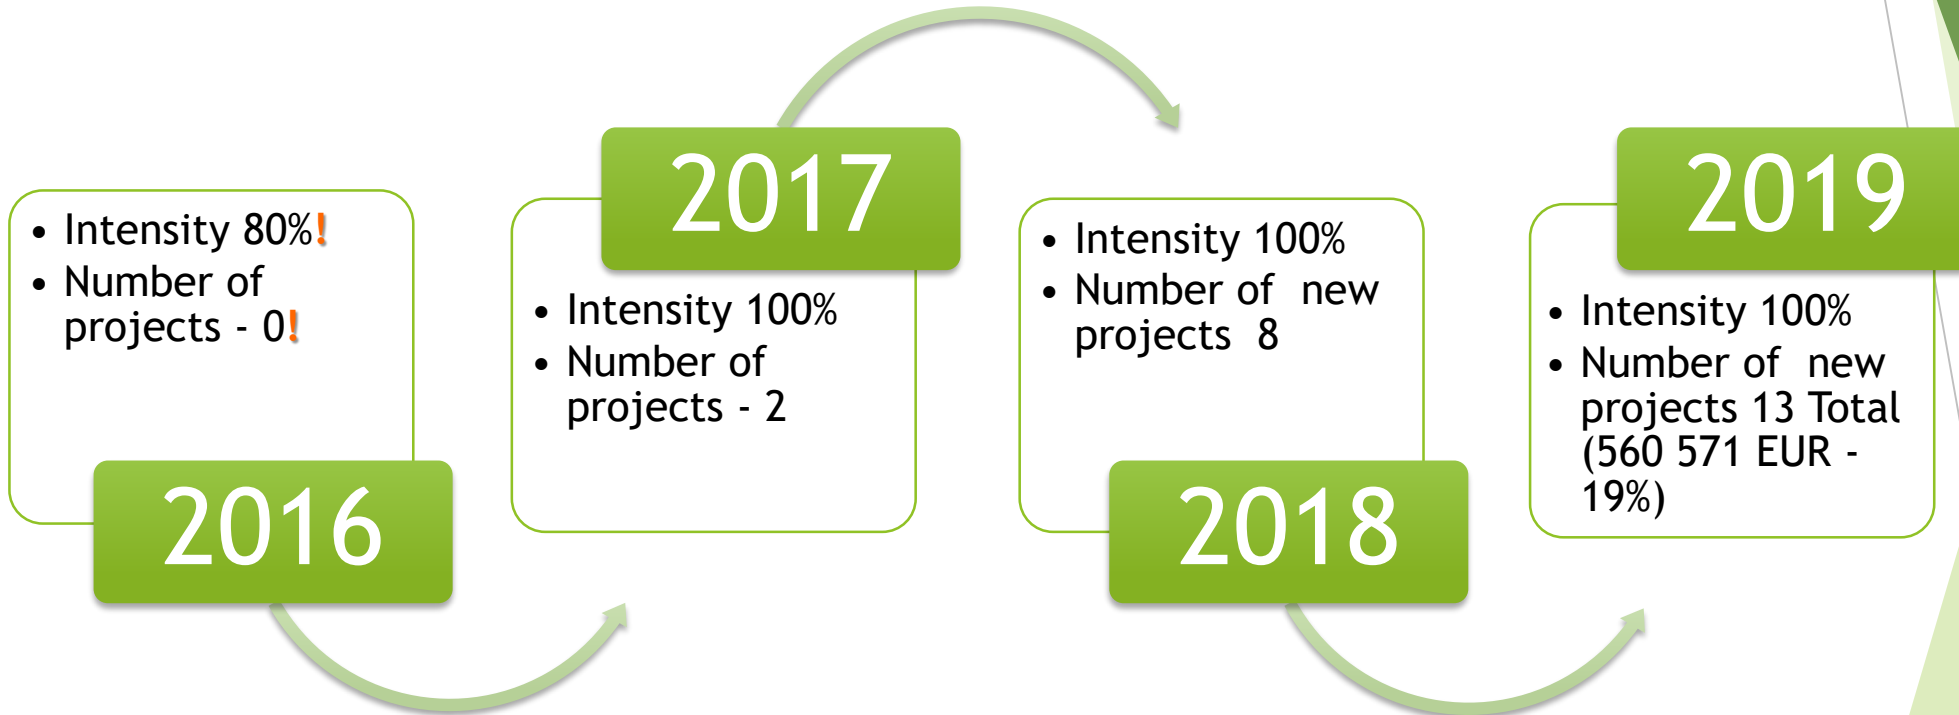 • Intensity 80%!
• Number of
projects - 0!
2016
2017
• Intensity 100%
• Number of
projects - 2
• Intensity 100%
• Number of  new
projects  8
2018
2019
• Intensity 100%
• Number of  new
projects 13 Total
(560 571 EUR -
19%)